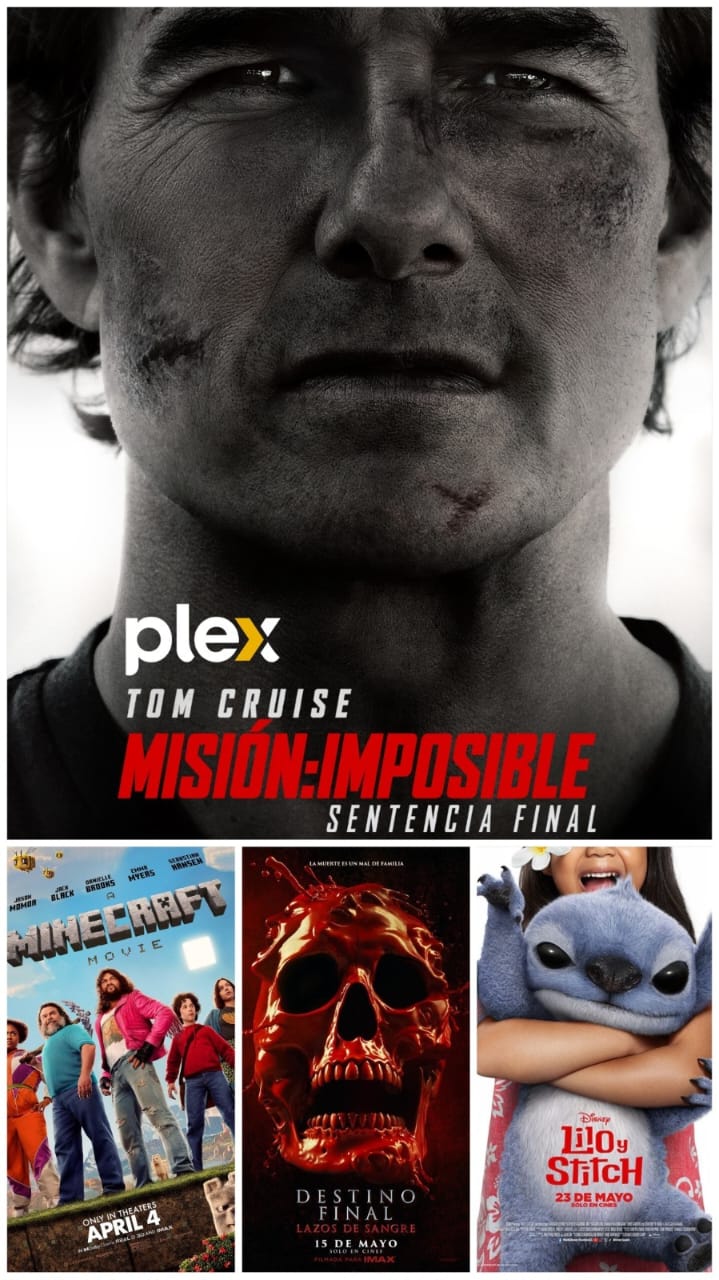 plex
TOM CRUISE
MISIÓN:IMPOSIBLE
SENTENCIA FINAL
JASON
MOMOA
JACK
BLACK
DANIELLE
BROOKS
EMMA
MYERS
SEBASTIAN
HANSEN
A
MINECRAFT
MOVIE
ONLY IN THEATERS
APRIL 4
LA MUERTE ES UN MAL DE FAMILIA
DESTINO
FINAL
LAZOS DE SANGRE
15 DE MAYO
SOLO EN CINES
FILMADA PARA IMAX
Disney
Lilo y
Stitch
23 DE MAYO
SOLO EN CINES